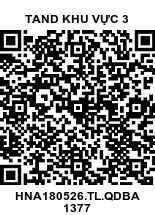 TAND KHU VỰC 3
HNA180526.TL.QDBA
1377